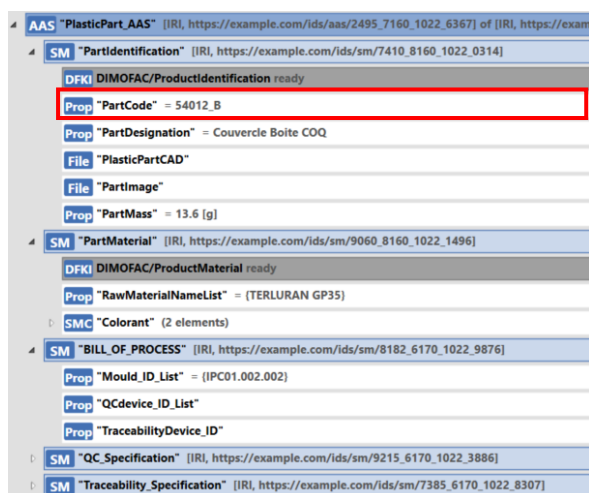 AAS "PlasticPart_AAS" [IRI, https://example.com/ids/aas/2495_7160_1022_6367] of [IRI, https://exam
SM "PartIdentification" [IRI, https://example.com/ids/sm/7410_8160_1022_0314]
DFKI DIMOFAC/ProductIdentification ready
Prop "PartCode" = 54012_B
Prop "PartDesignation" = Couvercle Boite COQ
File "PlasticPartCAD"
File "PartImage"
Prop "PartMass" = 13.6 [g]
SM "PartMaterial" [IRI, https://example.com/ids/sm/9060_8160_1022_1496]
DFKI DIMOFAC/ProductMaterial ready
Prop "RawMaterialNameList" = {TERLURAN GP35}
SMC "Colorant" (2 elements)
SM "BILL_OF_PROCESS" [IRI, https://example.com/ids/sm/8182_6170_1022_9876]
Prop "Mould_ID_List" = {IPC01.002.002}
Prop "QCdevice_ID_List"
Prop "TraceabilityDevice_ID"
SM "QC_Specification" [IRI, https://example.com/ids/sm/9215_6170_1022_3886]
SM "Traceability_Specification" [IRI, https://example.com/ids/sm/7385_6170_1022_8307]